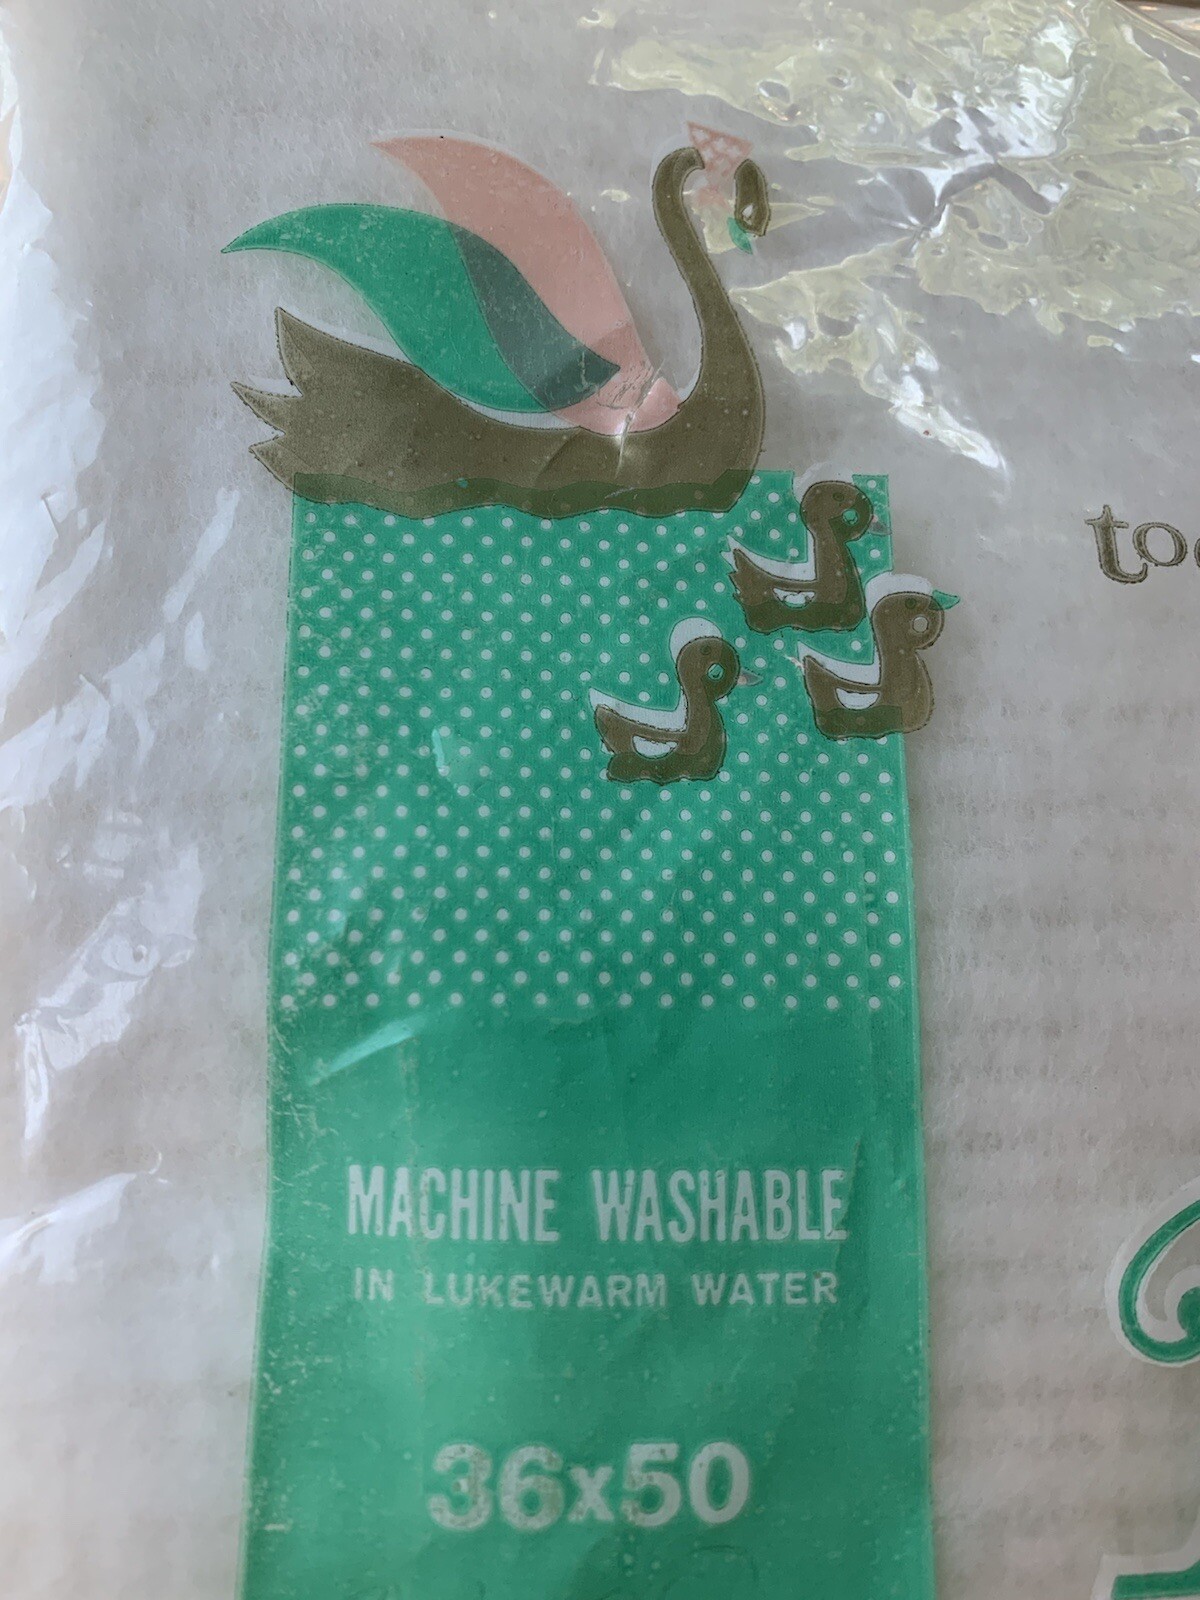 MACHINE WASHABLE
IN LUKEWARM WATER
36x50